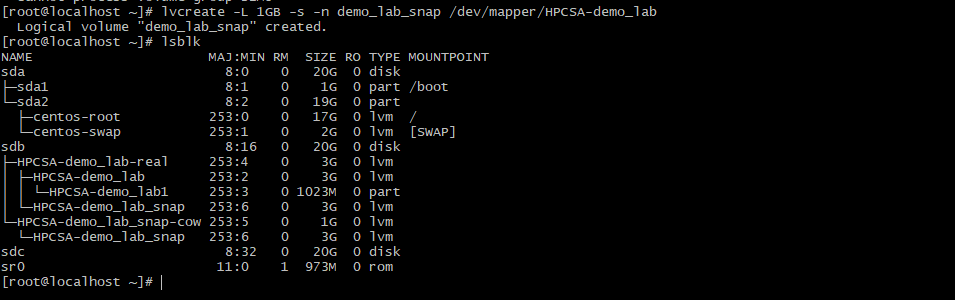 [root@localhost ~]# lvcreate -L 1GB -s -n demo_lab_snap /dev/mapper/HPCSA-demo_lab
  Logical volume "demo_lab_snap" created.
[root@localhost ~]# lsblk
NAME                      MAJ:MIN RM  SIZE RO TYPE MOUNTPOINT
sda                         8:0    0   20G  0 disk
├─sda1                      8:1    0    1G  0 part /boot
└─sda2                      8:2    0   19G  0 part
  ├─centos-root           253:0    0   17G  0 lvm  /
  └─centos-swap           253:1    0    2G  0 lvm  [SWAP]
sdb                         8:16   0   20G  0 disk
├─HPCSA-demo_lab-real     253:4    0    3G  0 lvm
│ ├─HPCSA-demo_lab        253:2    0    3G  0 lvm
│ │ └─HPCSA-demo_lab1     253:3    0 1023M  0 part
│ └─HPCSA-demo_lab_snap   253:6    0    3G  0 lvm
└─HPCSA-demo_lab_snap-cow 253:5    0    1G  0 lvm
  └─HPCSA-demo_lab_snap   253:6    0    3G  0 lvm
sdc                         8:32   0   20G  0 disk
sr0                        11:0    1  973M  0 rom
[root@localhost ~]#